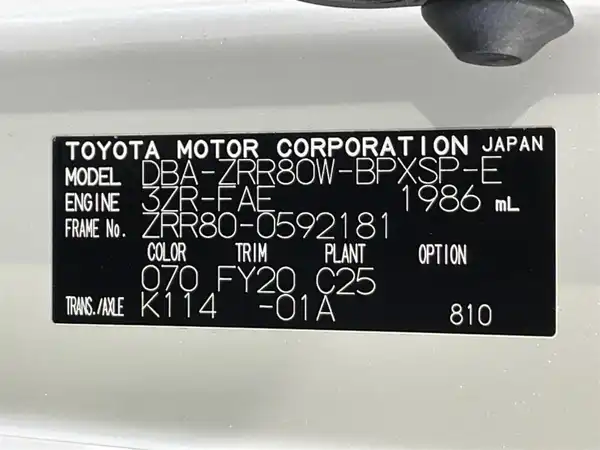 TOYOTA MOTOR CORPORATION JAPAN
MODEL DBA-ZRR80W-BPXSP-E
ENGINE 3ZR-FAE 1986 mL
FRAME No. ZRR80-0592181
COLOR TRIM PLANT OPTION
070 FY20 C25
TRANS./AXLE K114 -01A 810